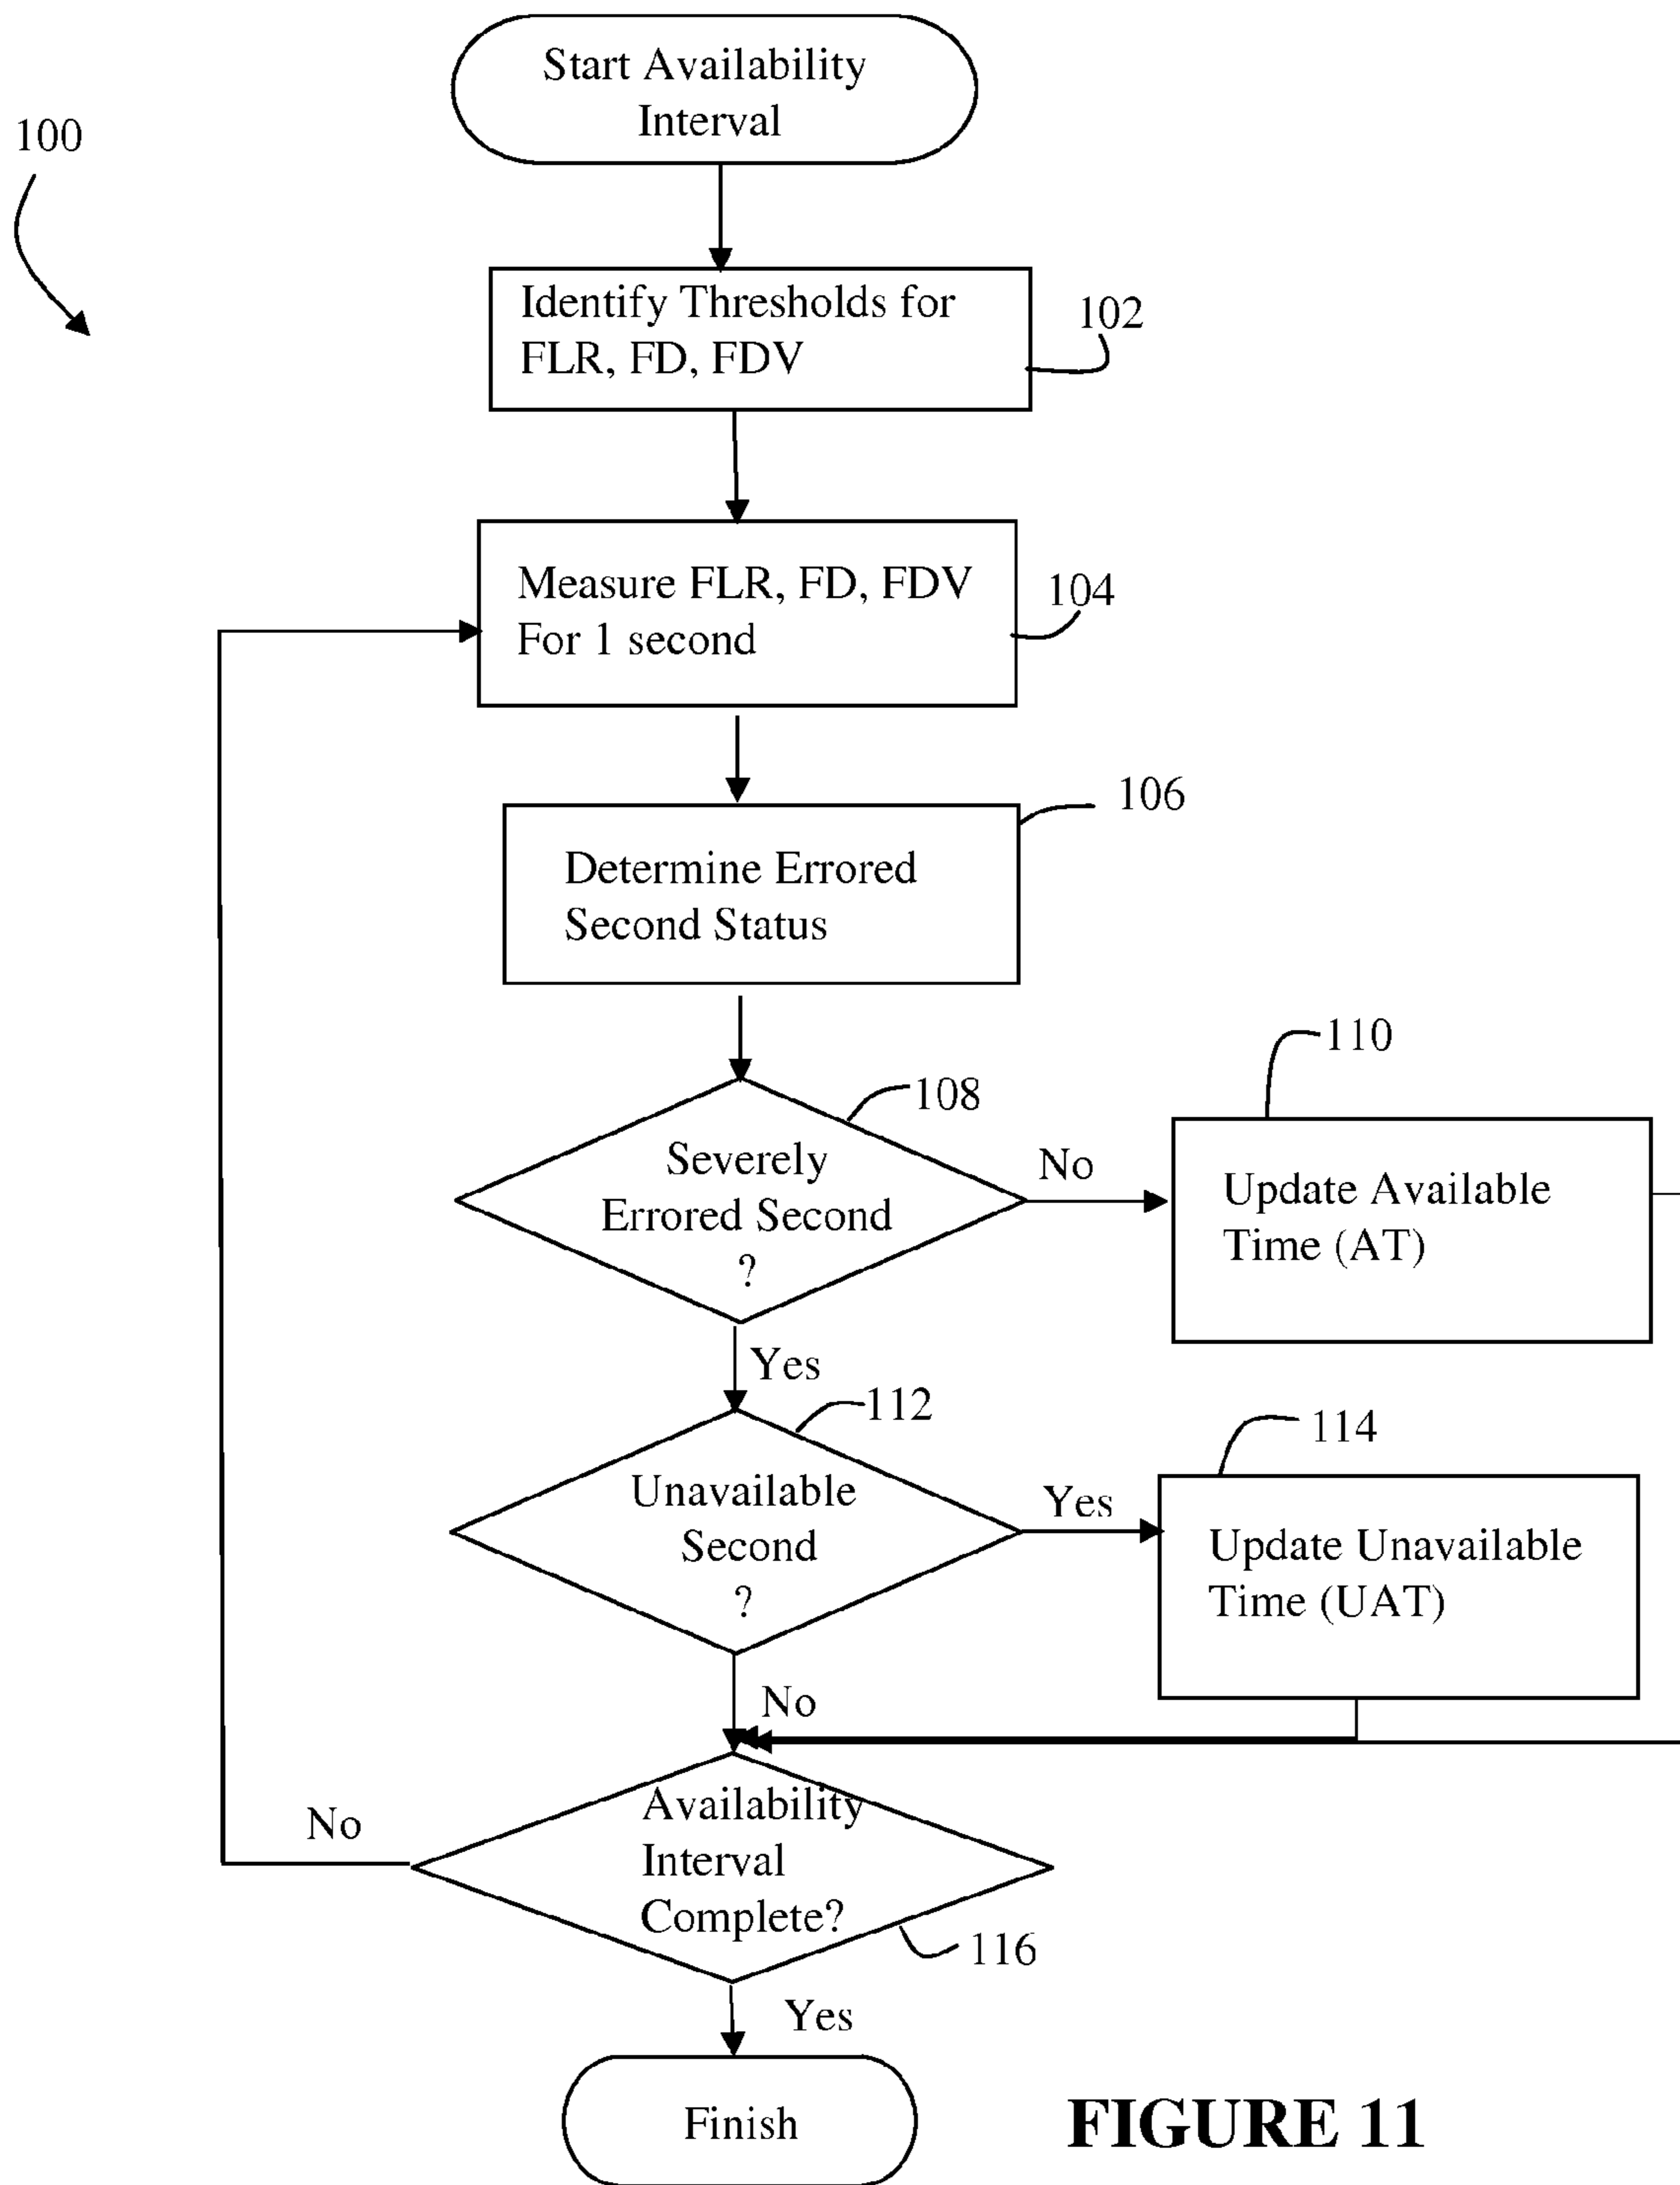 Start Availability
Interval
100
Identify Thresholds for
FLR, FD, FDV
102
Measure FLR, FD, FDV
For 1 second
104
106
Determine Errored
Second Status
110
108
Severely
Errored Second
?
No
Update Available
Time (AT)
Yes
112
114
Unavailable
Second
?
Yes
Update Unavailable
Time (UAT)
No
Availability
Interval
Complete?
No
116
Yes
Finish
FIGURE 11